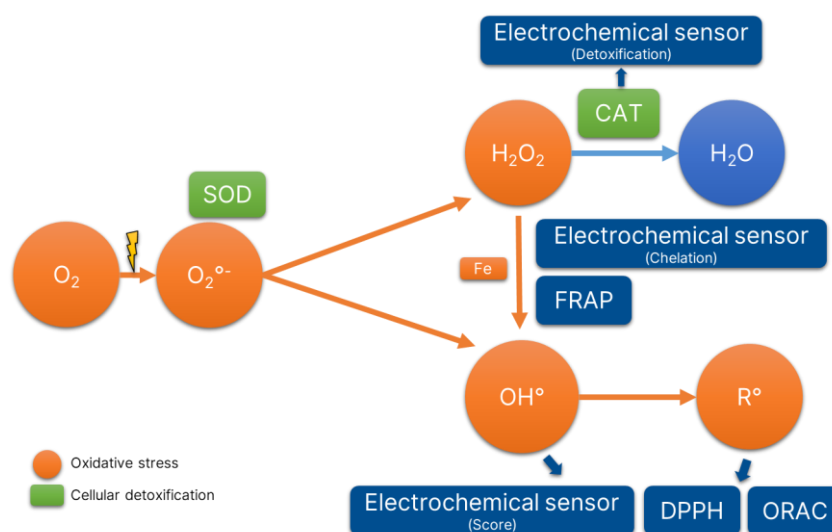 Electrochemical sensor
(Detoxification)
CAT
H₂O₂
H₂O
SOD
O₂
O₂°⁻
Electrochemical sensor
(Chelation)
Fe
FRAP
OH°
R°
Oxidative stress
Cellular detoxification
Electrochemical sensor
(Score)
DPPH
ORAC